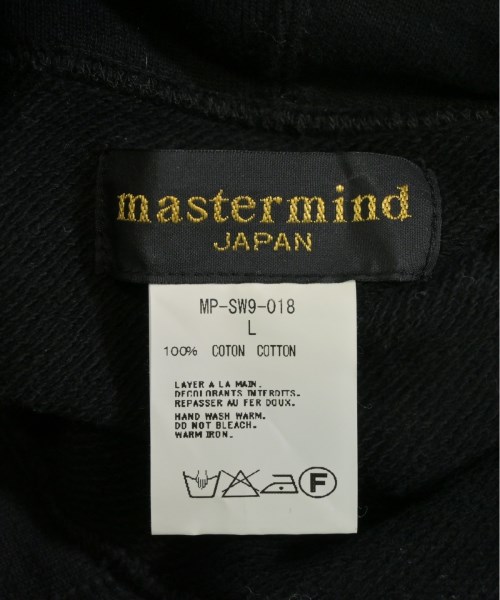 mastermind
JAPAN
MP-SW9-018
L
100% COTON COTTON
LAYER A LA MAIN.
DECOLORANTS INTERDITS.
REPASSER AU FER DOUX.
HAND WASH WARM.
DO NOT BLEACH.
WARM IRON.
F